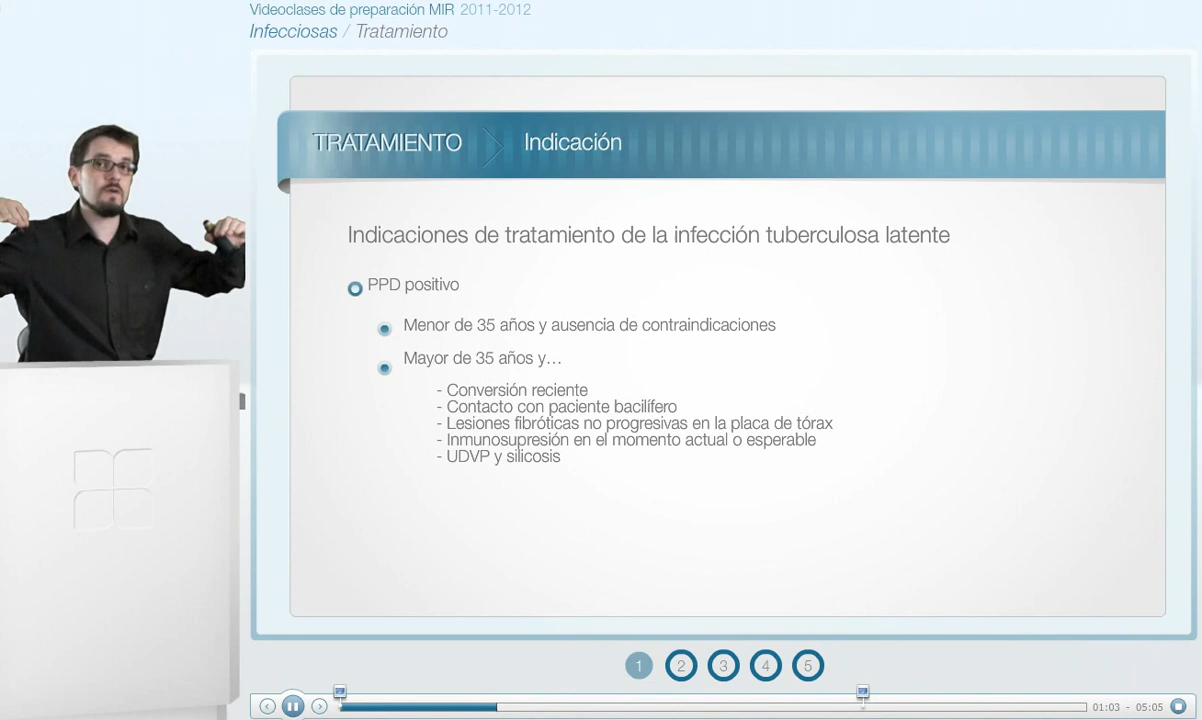 Videoclases de preparación MIR 2011-2012
Infecciosas / Tratamiento
TRATAMIENTO Indicación
Indicaciones de tratamiento de la infección tuberculosa latente
PPD positivo
Menor de 35 años y ausencia de contraindicaciones
Mayor de 35 años y...
- Conversión reciente
- Contacto con paciente bacilífero
- Lesiones fibróticas no progresivas en la placa de tórax
- Inmunosupresión en el momento actual o esperable
- UDVP y silicosis
1 2 3 4 5
01:03 - 05:05